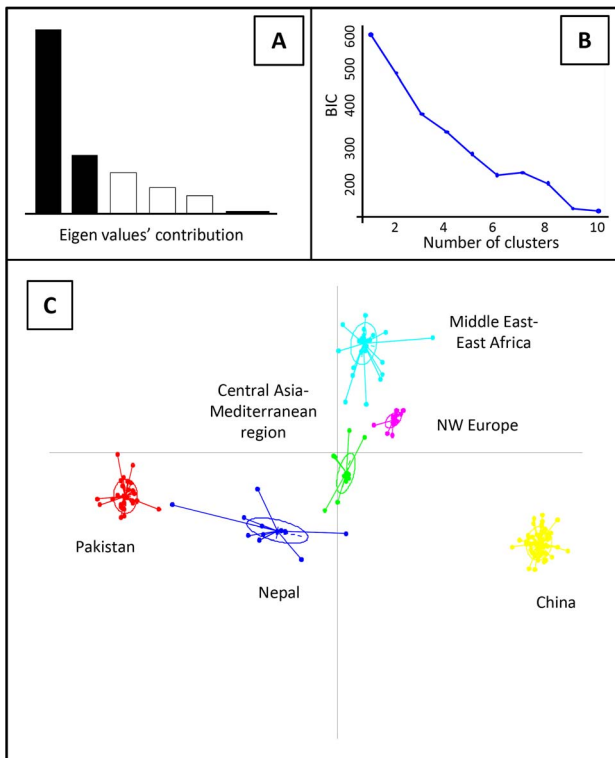 A
Eigen values' contribution
B
BIC
600
500
400
300
200
2 4 6 8 10
Number of clusters
C
Middle East-
East Africa
Central Asia-
Mediterranean
region
NW Europe
Pakistan
Nepal
China